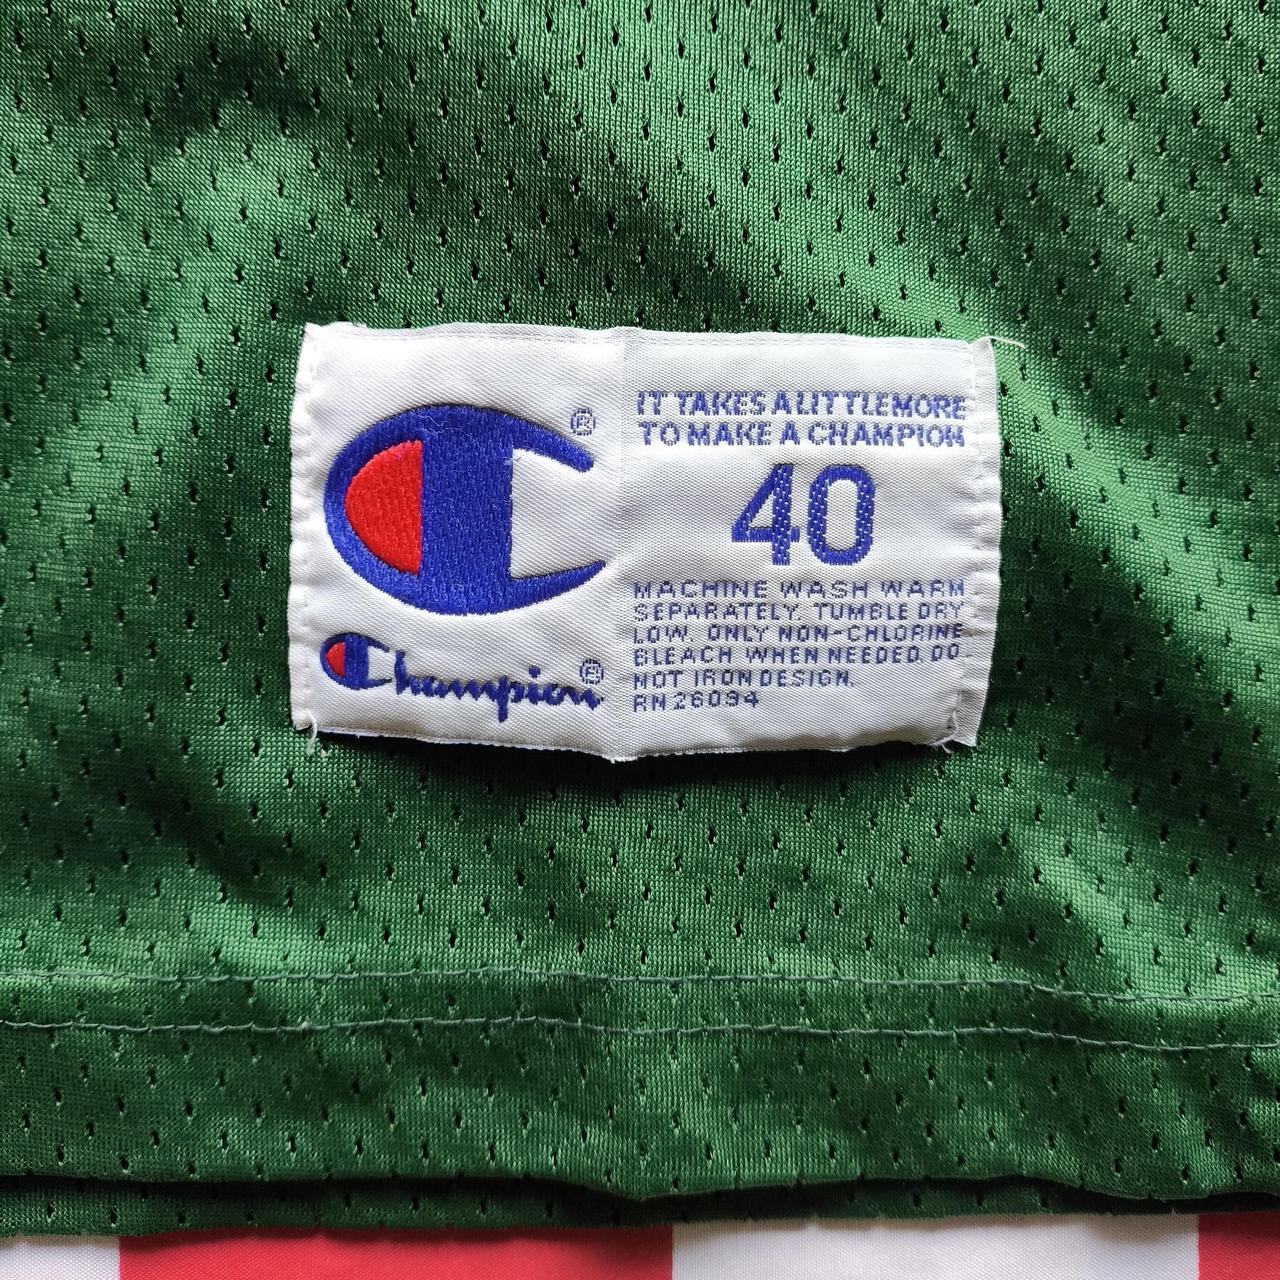 ®
Champion®
IT TAKES A LITTLE MORE
TO MAKE A CHAMPION
40
MACHINE WASH WARM
SEPARATELY. TUMBLE DRY
LOW. ONLY NON-CHLORINE
BLEACH WHEN NEEDED. DO
NOT IRON DESIGN.
RN 26094